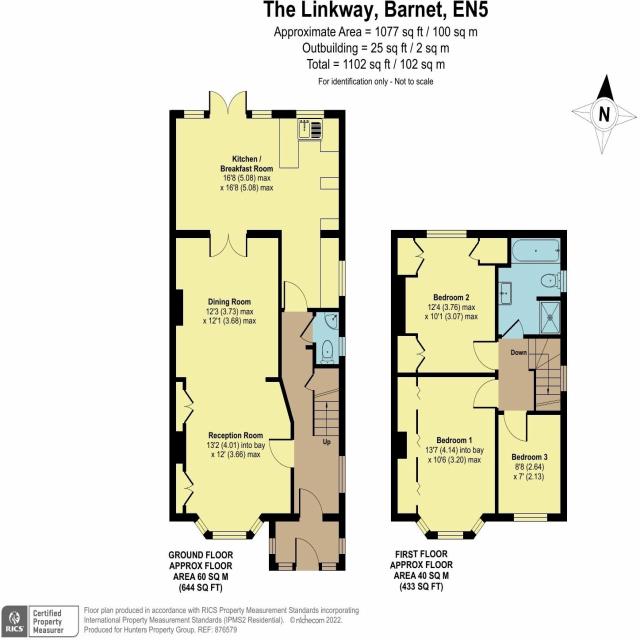 The Linkway, Barnet, EN5
Approximate Area = 1077 sq ft / 100 sq m
Outbuilding = 25 sq ft / 2 sq m
Total = 1102 sq ft / 102 sq m
For identification only - Not to scale
N
Kitchen /
Breakfast Room
16'8 (5.08) max
x 16'8 (5.08) max
Dining Room
12'3 (3.73) max
x 12'1 (3.68) max
Reception Room
13'2 (4.01) into bay
x 12' (3.66) max
Up
Bedroom 2
12'4 (3.76) max
x 10'1 (3.07) max
Down
Bedroom 1
13'7 (4.14) into bay
x 10'6 (3.20) max
Bedroom 3
8'8 (2.64)
x 7' (2.13)
GROUND FLOOR
APPROX FLOOR
AREA 60 SQ M
(644 SQ FT)
FIRST FLOOR
APPROX FLOOR
AREA 40 SQ M
(433 SQ FT)
RICS
Certified
Property
Measurer
Floor plan produced in accordance with RICS Property Measurement Standards incorporating
International Property Measurement Standards (IPMS2 Residential). © nichecom 2022.
Produced for Hunters Property Group. REF: 876579